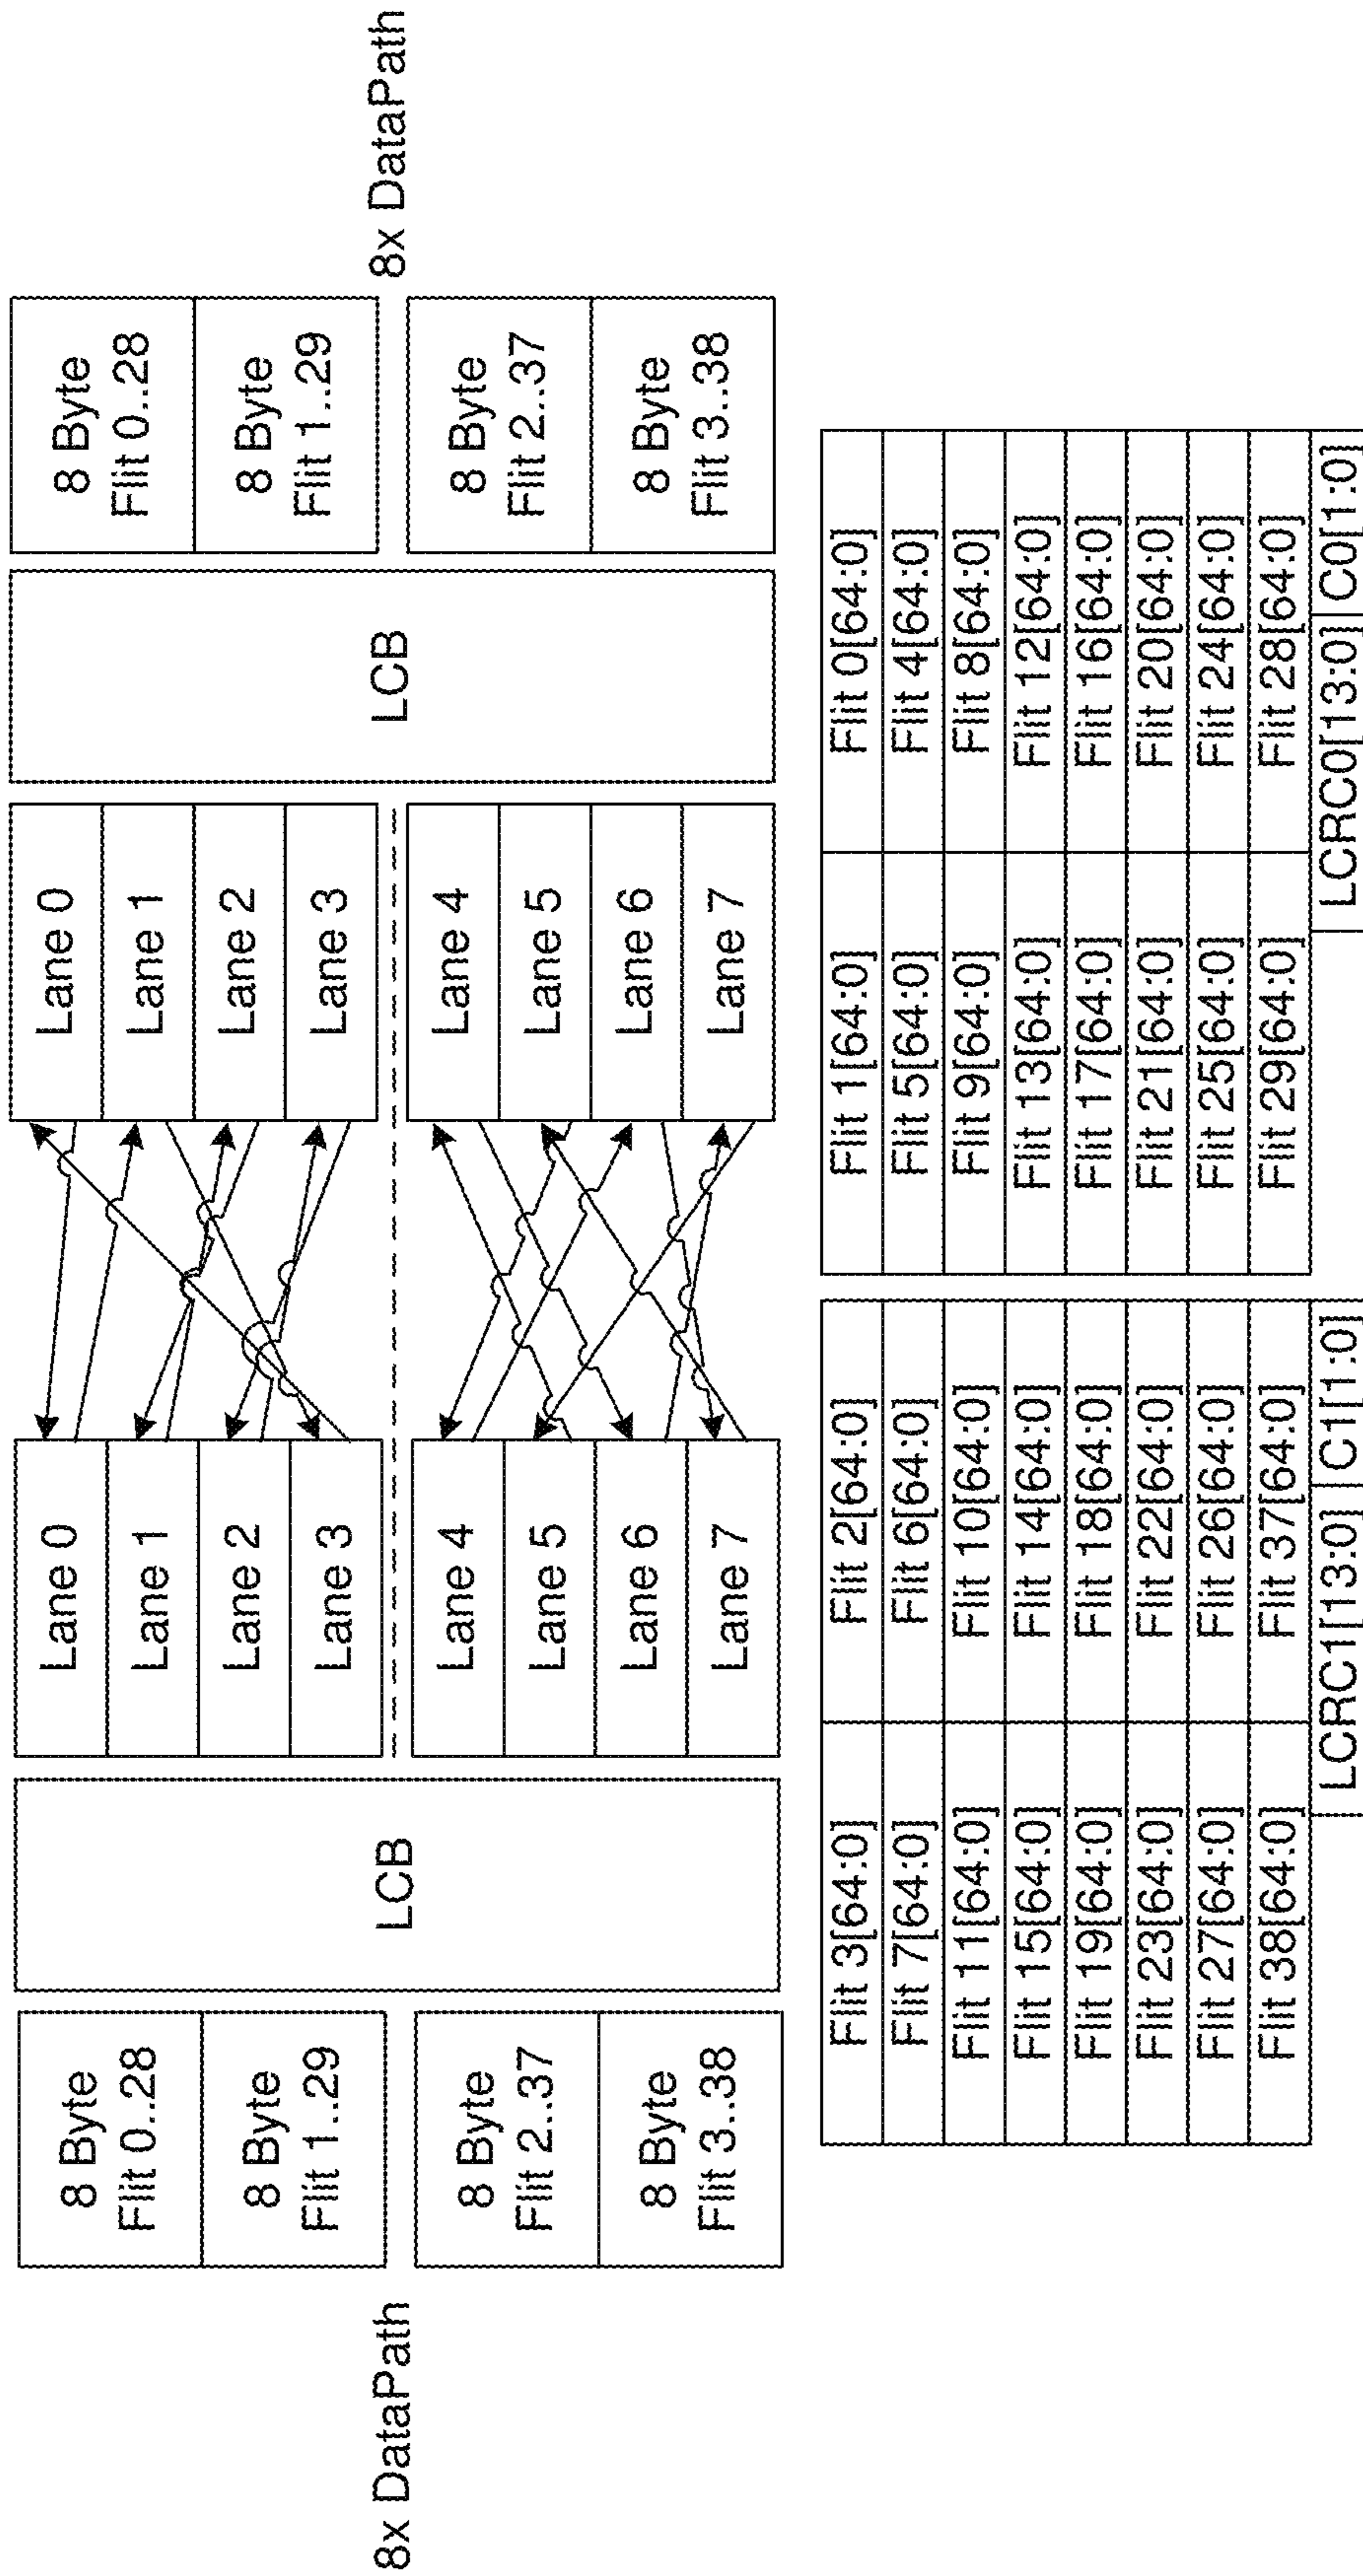 8x DataPath
8 Byte
Flit 0..28
8 Byte
Flit 1..29
8 Byte
Flit 2..37
8 Byte
Flit 3..38
LCB
Lane 0
Lane 1
Lane 2
Lane 3
Lane 4
Lane 5
Lane 6
Lane 7
Lane 0
Lane 1
Lane 2
Lane 3
Lane 4
Lane 5
Lane 6
Lane 7
LCB
8 Byte
Flit 0..28
8 Byte
Flit 1..29
8 Byte
Flit 2..37
8 Byte
Flit 3..38
8x DataPath
Flit 3[64:0] Flit 2[64:0]
Flit 7[64:0] Flit 6[64:0]
Flit 11[64:0] Flit 10[64:0]
Flit 15[64:0] Flit 14[64:0]
Flit 19[64:0] Flit 18[64:0]
Flit 23[64:0] Flit 22[64:0]
Flit 27[64:0] Flit 26[64:0]
Flit 38[64:0] Flit 37[64:0]
LCRC1[13:0] C1[1:0]
Flit 1[64:0] Flit 0[64:0]
Flit 5[64:0] Flit 4[64:0]
Flit 9[64:0] Flit 8[64:0]
Flit 13[64:0] Flit 12[64:0]
Flit 17[64:0] Flit 16[64:0]
Flit 21[64:0] Flit 20[64:0]
Flit 25[64:0] Flit 24[64:0]
Flit 29[64:0] Flit 28[64:0]
LCRC0[13:0] C0[1:0]